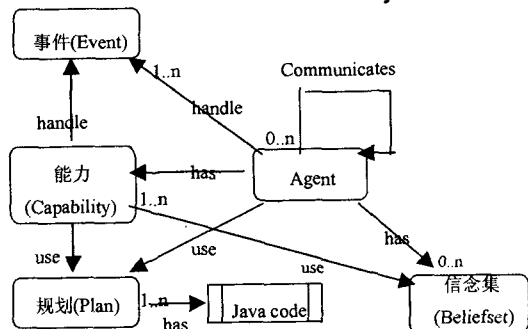 事件(Event)
Communicates
1..n
handle
handle
0..n
能力
(Capability)
has
Agent
1..n
use
use
has
use
0..n
规划(Plan)
1..n
has
Java code
信念集
(Beliefset)